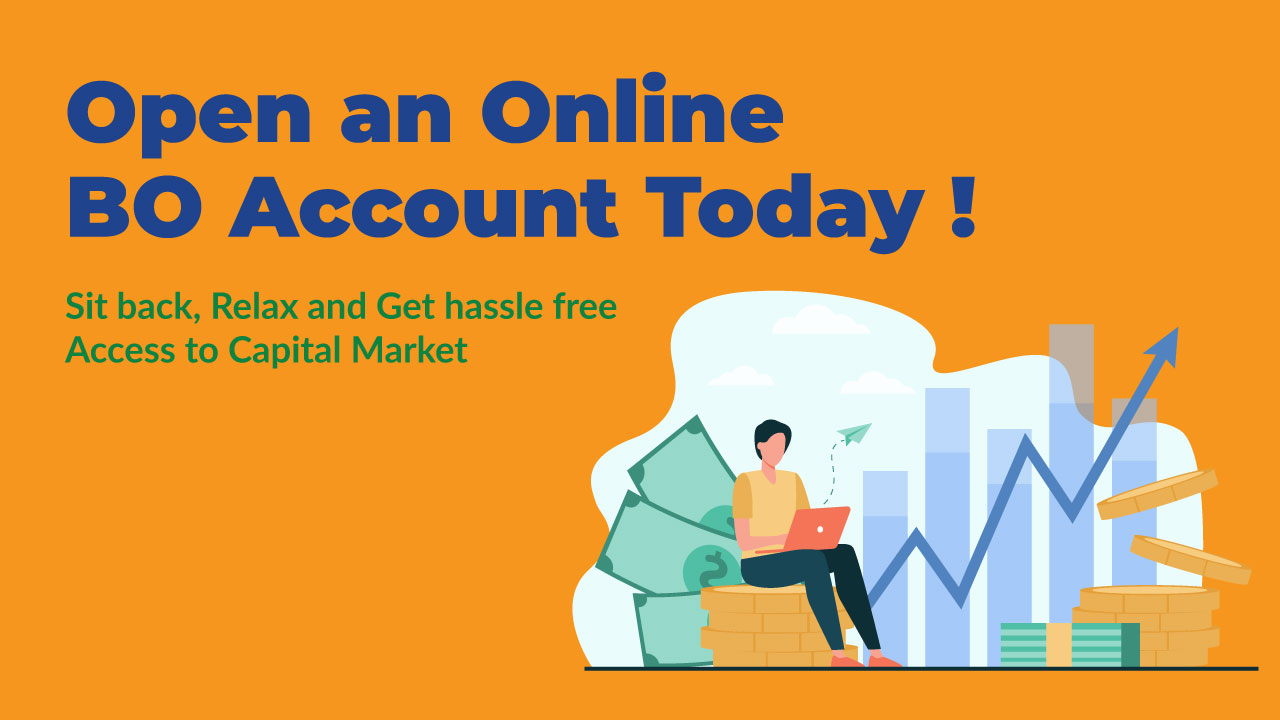 Open an Online
BO Account Today !
Sit back, Relax and Get hassle free
Access to Capital Market